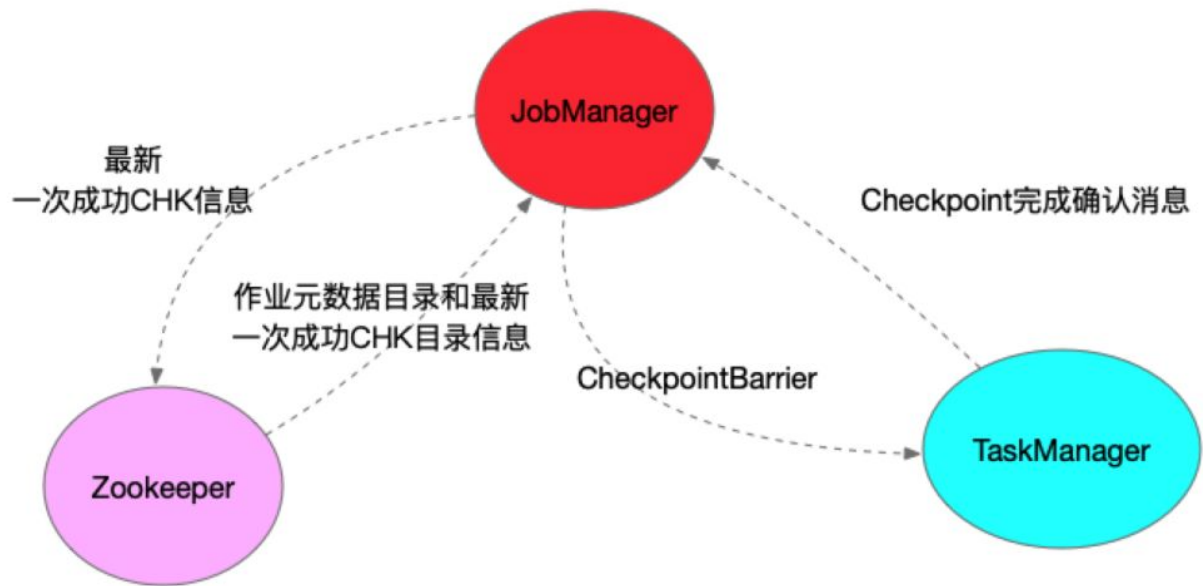 JobManager
最新
一次成功CHK信息
Checkpoint完成确认消息
作业元数据目录和最新
一次成功CHK目录信息
CheckpointBarrier
TaskManager
Zookeeper